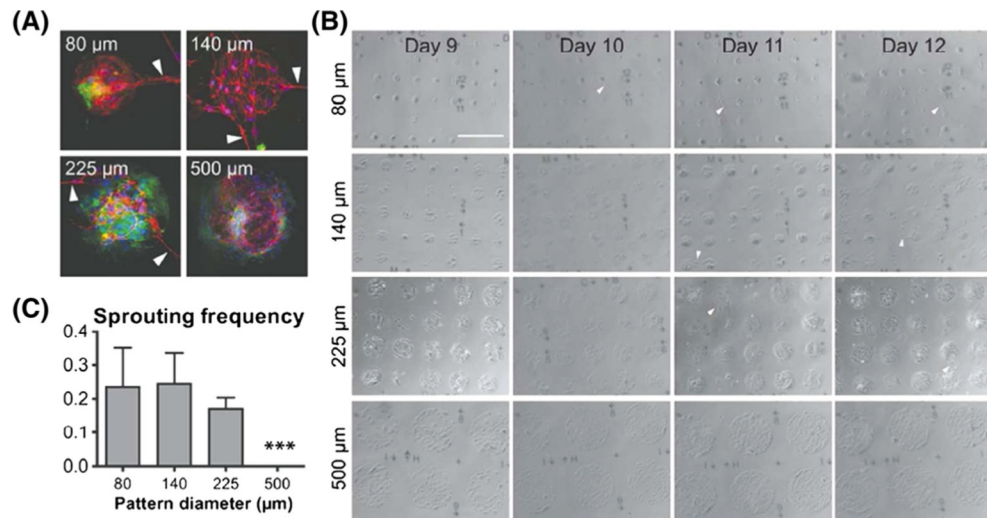 (A)
80 µm
140 µm
225 µm
500 µm
(B)
Day 9
Day 10
Day 11
Day 12
80 µm
140 µm
225 µm
500 µm
(C)
Sprouting frequency
0.4
0.3
0.2
0.1
0.0
***
80
140
225
500
Pattern diameter (µm)